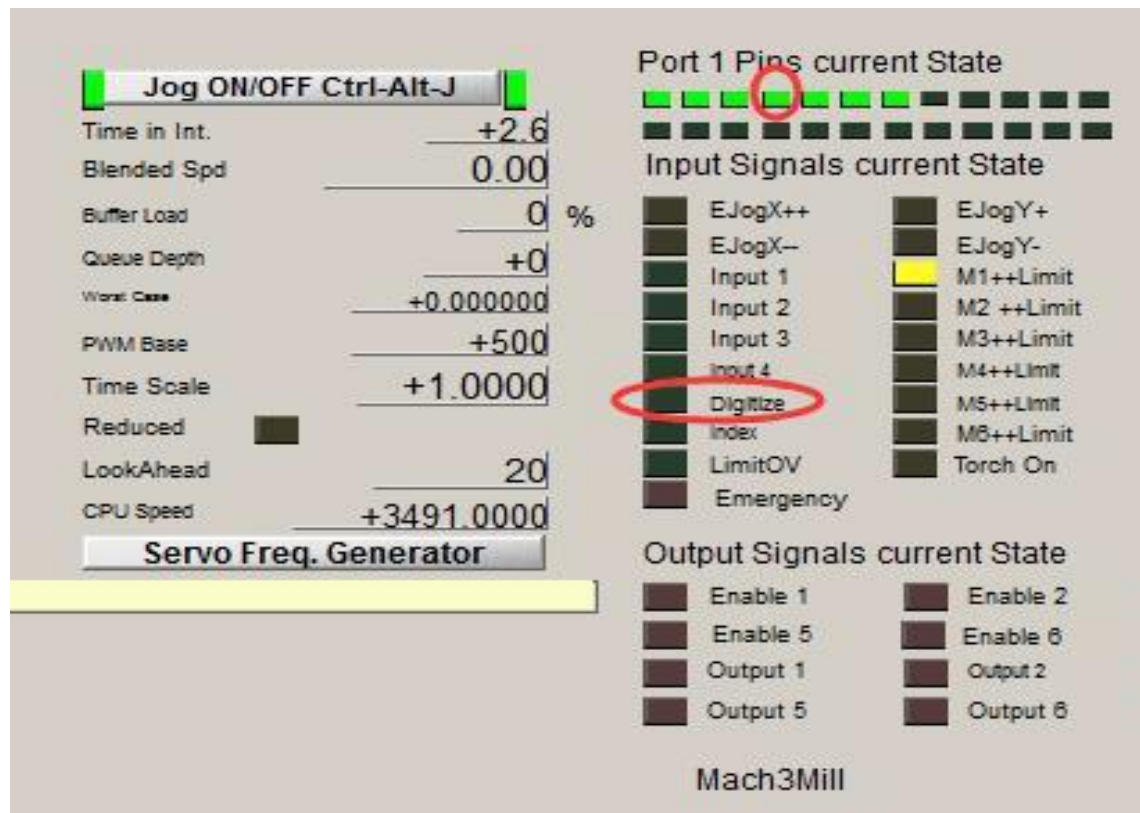 Jog ON/OFF Ctrl-Alt-J
Time in Int. +2.6
Blended Spd 0.00
Buffer Load 0 %
Queue Depth +0
Worst Case +0.000000
PWM Base +500
Time Scale +1.0000
Reduced
LookAhead 20
CPU Speed +3491.0000
Servo Freq. Generator
Port 1 Pins current State
Input Signals current State
EJogX++ EJogY+
EJogX-- EJogY-
Input 1 M1++Limit
Input 2 M2 ++Limit
Input 3 M3++Limit
Input 4 M4++Limit
Digitize M5++Limit
Index M6++Limit
LimitOV Torch On
Emergency
Output Signals current State
Enable 1 Enable 2
Enable 5 Enable 6
Output 1 Output 2
Output 5 Output 6
Mach3Mill